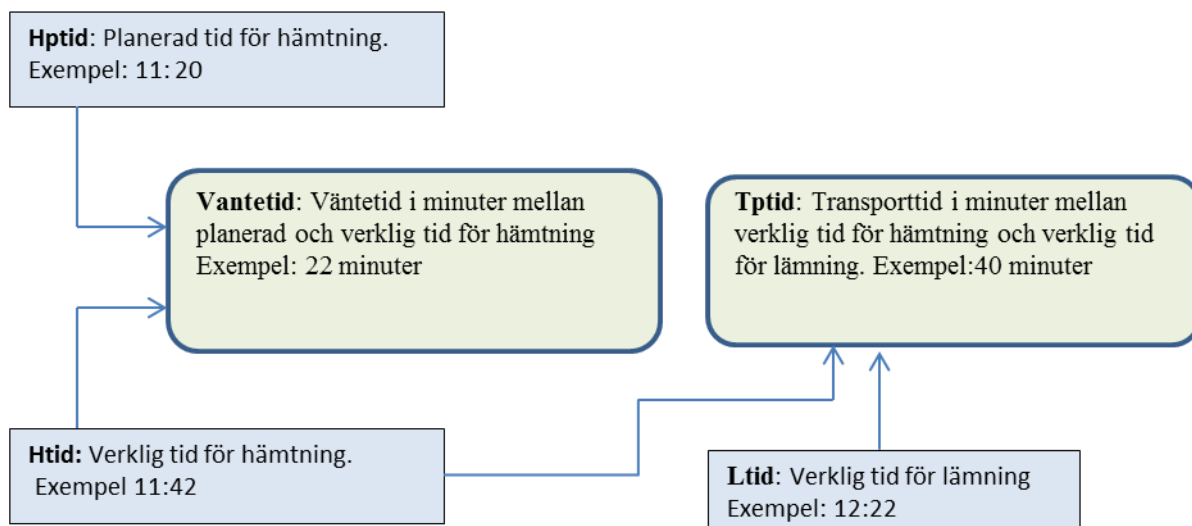 Hptid: Planerad tid för hämtning.
Exempel: 11:20
Vantetid: Väntetid i minuter mellan
planerad och verklig tid för hämtning
Exempel: 22 minuter
Tptid: Transporttid i minuter mellan
verklig tid för hämtning och verklig tid
för lämning. Exempel:40 minuter
Htid: Verklig tid för hämtning.
Exempel 11:42
Ltid: Verklig tid för lämning
Exempel: 12:22